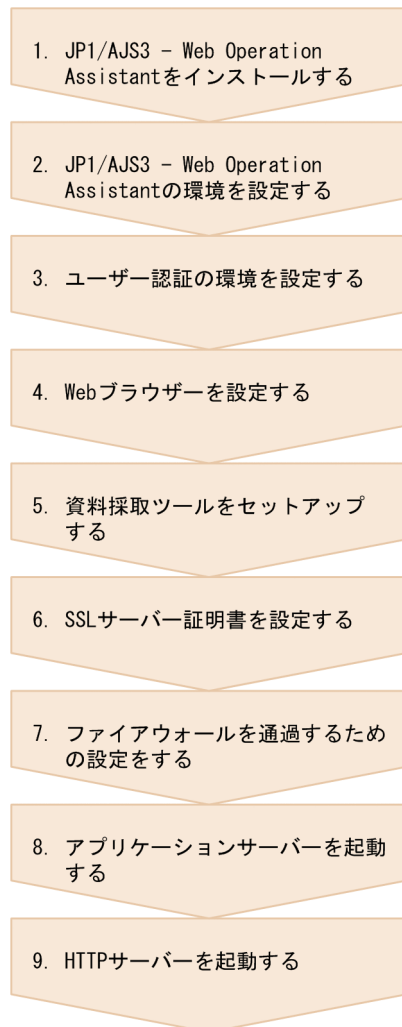 1. JP1/AJS3 - Web Operation
Assistantをインストールする
2. JP1/AJS3 - Web Operation
Assistantの環境を設定する
3. ユーザー認証の環境を設定する
4. Webブラウザーを設定する
5. 資料採取ツールをセットアップ
する
6. SSLサーバー証明書を設定する
7. ファイアウォールを通過するため
の設定をする
8. アプリケーションサーバーを起動
する
9. HTTPサーバーを起動する